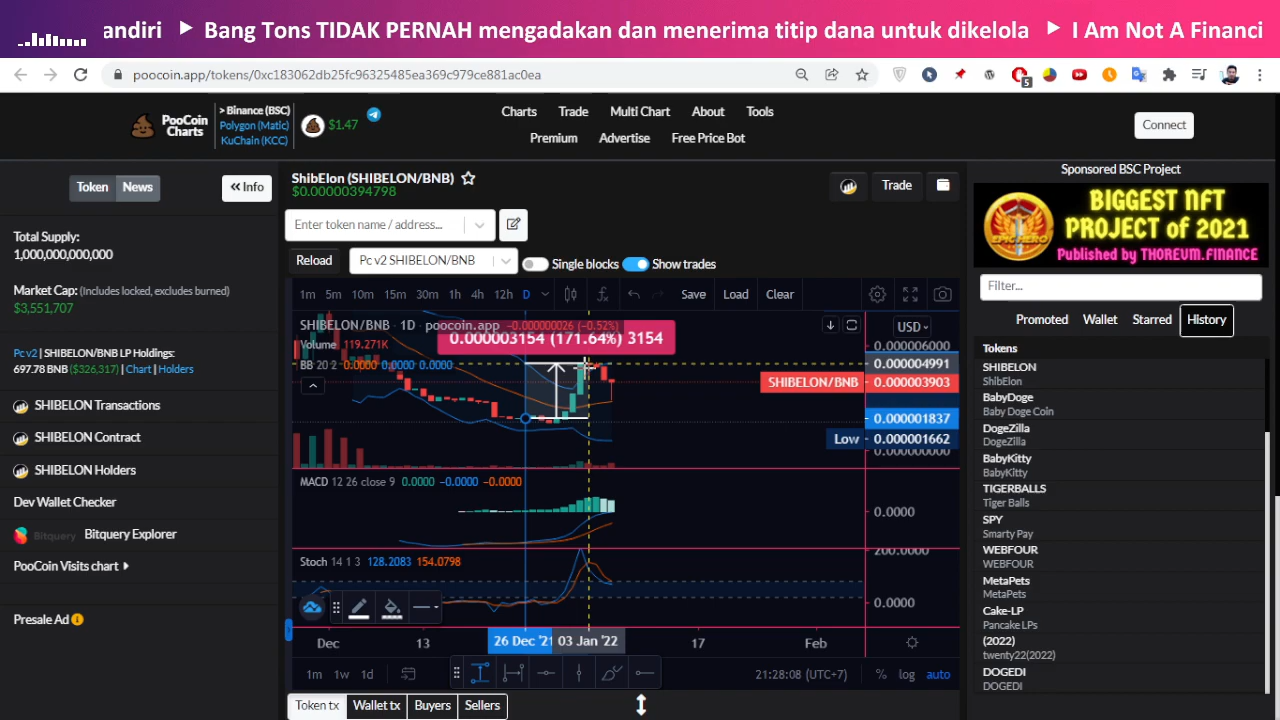 andiri ▶ Bang Tons TIDAK PERNAH mengadakan dan menerima titip dana untuk dikelola ▶ I Am Not A Financi
poocoin.app/tokens/0xc183062db25fc96325485ea369c979ce881ac0ea
5
PooCoin Charts
> Binance (BSC)
Polygon (Matic)
KuChain (KCC)
$1.47
Charts Trade Multi Chart About Tools
Premium Advertise Free Price Bot
Connect
Token News
« Info
Total Supply:
1,000,000,000,000
Market Cap: (Includes locked, excludes burned)
$3,551,707
Pc v2 | SHIBELON/BNB LP Holdings:
697.78 BNB ($326,317) | Chart | Holders
SHIBELON Transactions
SHIBELON Contract
SHIBELON Holders
Dev Wallet Checker
Bitquery Bitquery Explorer
PooCoin Visits chart
Presale Ad
ShibElon (SHIBELON/BNB)
$0.00000394798
Trade
Enter token name / address...
Reload
Pc v2 SHIBELON/BNB
Single blocks
Show trades
1m 5m 10m 15m 30m 1h 4h 12h D
Save Load Clear
SHIBELON/BNB · 1D · poocoin.app −0.000000026 (−0.52%)
0.000003154 (171.64%) 3154
Volume 119.271K
BB 20 2 0.0000 0.0000 0.0000
USD
0.000006000
0.000004991
SHIBELON/BNB 0.000003903
0.000001837
Low 0.000001662
0.000000000
MACD 12 26 close 9 0.0000 −0.0000 −0.0000
0.0000
Stoch 14 1 3 128.2083 154.0798
200.0000
0.0000
Dec 13 26 Dec '21 03 Jan '22 17 Feb
1m 1w 1d
21:28:08 (UTC+7) % log auto
Token tx Wallet tx Buyers Sellers
Sponsored BSC Project
EPIC HERO
BIGGEST NFT
PROJECT of 2021
Published by THOREUM.FINANCE
Filter...
Promoted Wallet Starred History
Tokens
SHIBELON
ShibElon
BabyDoge
Baby Doge Coin
DogeZilla
DogeZilla
BabyKitty
BabyKitty
TIGERBALLS
Tiger Balls
SPY
Smarty Pay
WEBFOUR
WEBFOUR
MetaPets
MetaPets
Cake-LP
Pancake LPs
(2022)
twenty22(2022)
DOGEDI
DOGEDI